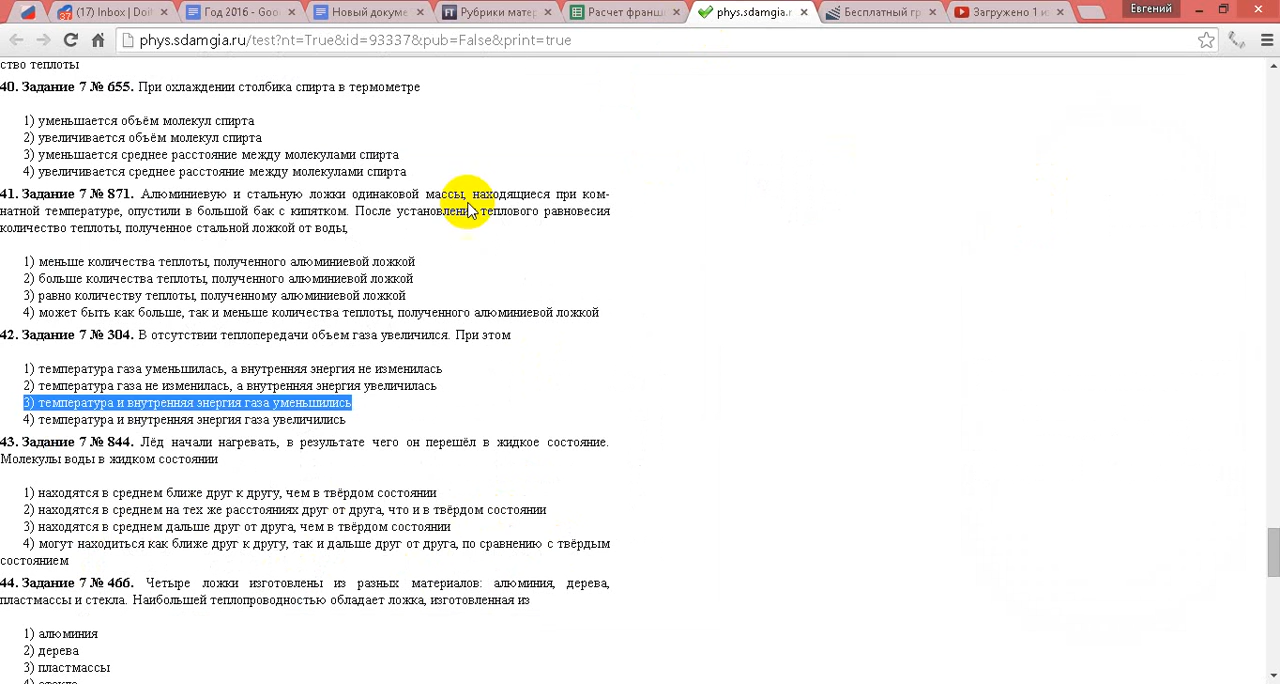 (17) Inbox | Doit
Год 2016 - Goo
Новый докуме
Рубрики мате
Расчет франш
phys.sdamgia.r
Бесплатный гр
Загружено 1 и
Евгений
phys.sdamgia.ru/test?nt=True&id=93337&pub=False&print=true
ство теплоты
40. Задание 7 № 655. При охлаждении столбика спирта в термометре
1) уменьшается объём молекул спирта
2) увеличивается объём молекул спирта
3) уменьшается среднее расстояние между молекулами спирта
4) увеличивается среднее расстояние между молекулами спирта
41. Задание 7 № 871. Алюминиевую и стальную ложки одинаковой массы, находящиеся при ком-
натной температуре, опустили в большой бак с кипятком. После установления теплового равновесия
количество теплоты, полученное стальной ложкой от воды,
1) меньше количества теплоты, полученного алюминиевой ложкой
2) больше количества теплоты, полученного алюминиевой ложкой
3) равно количеству теплоты, полученному алюминиевой ложкой
4) может быть как больше, так и меньше количества теплоты, полученного алюминиевой ложкой
42. Задание 7 № 304. В отсутствии теплопередачи объем газа увеличился. При этом
1) температура газа уменьшилась, а внутренняя энергия не изменилась
2) температура газа не изменилась, а внутренняя энергия увеличилась
3) температура и внутренняя энергия газа уменьшились
4) температура и внутренняя энергия газа увеличились
43. Задание 7 № 844. Лёд начали нагревать, в результате чего он перешёл в жидкое состояние.
Молекулы воды в жидком состоянии
1) находятся в среднем ближе друг к другу, чем в твёрдом состоянии
2) находятся в среднем на тех же расстояниях друг от друга, что и в твёрдом состоянии
3) находятся в среднем дальше друг от друга, чем в твёрдом состоянии
4) могут находиться как ближе друг к другу, так и дальше друг от друга, по сравнению с твёрдым
состоянием
44. Задание 7 № 466. Четыре ложки изготовлены из разных материалов: алюминия, дерева,
пластмассы и стекла. Наибольшей теплопроводностью обладает ложка, изготовленная из
1) алюминия
2) дерева
3) пластмассы